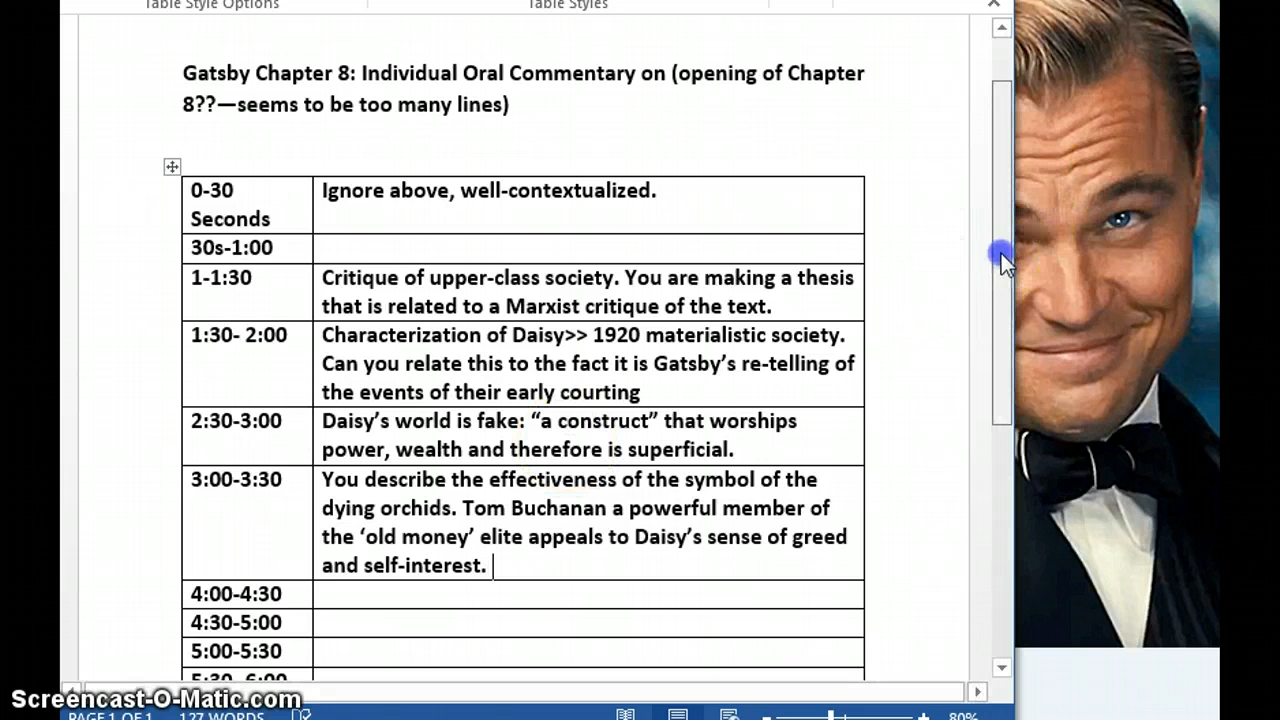 Table Style Options
Table Styles
Gatsby Chapter 8: Individual Oral Commentary on (opening of Chapter
8??—seems to be too many lines)
0-30
Seconds
Ignore above, well-contextualized.
30s-1:00
1-1:30
Critique of upper-class society. You are making a thesis
that is related to a Marxist critique of the text.
1:30- 2:00
Characterization of Daisy>> 1920 materialistic society.
Can you relate this to the fact it is Gatsby’s re-telling of
the events of their early courting
2:30-3:00
Daisy’s world is fake: “a construct” that worships
power, wealth and therefore is superficial.
3:00-3:30
You describe the effectiveness of the symbol of the
dying orchids. Tom Buchanan a powerful member of
the ‘old money’ elite appeals to Daisy’s sense of greed
and self-interest.
4:00-4:30
4:30-5:00
5:00-5:30
5:30-6:00
Screencast-O-Matic.com
PAGE 1 OF 1
127 WORDS
80%